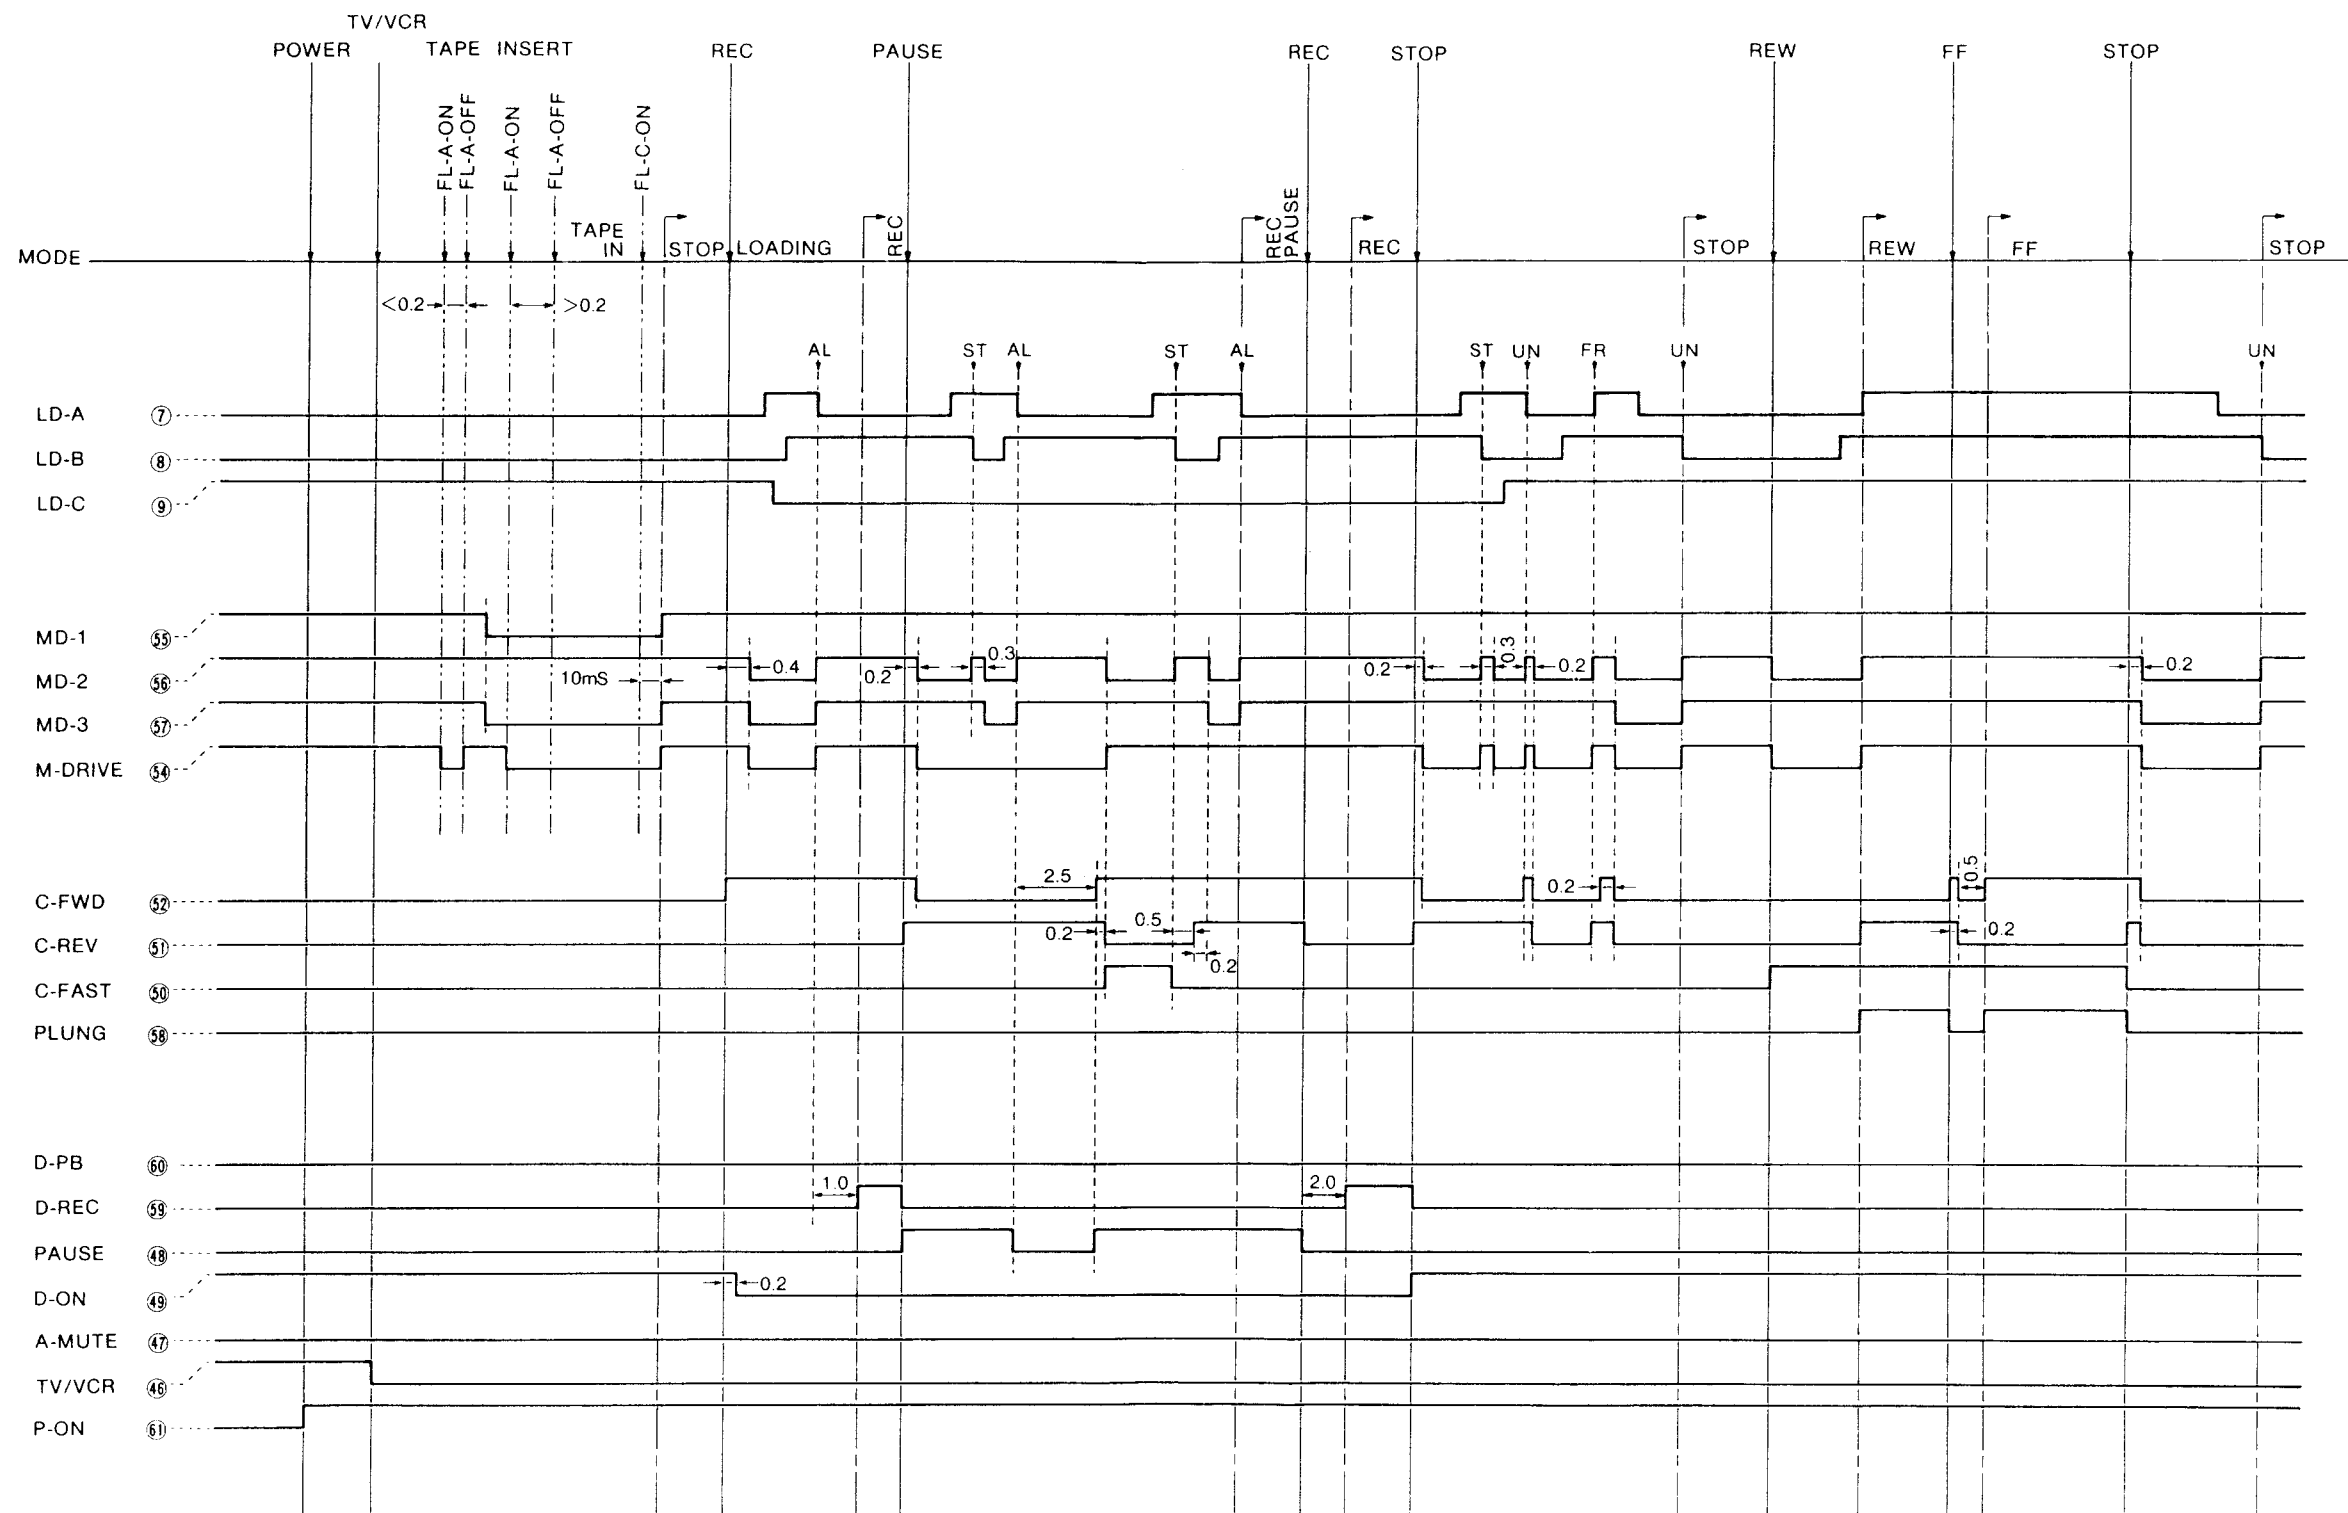 TV/VCR
POWER TAPE INSERT REC PAUSE REC STOP REW FF STOP
FL-A-ON
FL-A-OFF
FL-A-ON
FL-A-OFF
FL-C-ON
MODE TAPE IN STOP LOADING REC REC PAUSE REC STOP REW FF STOP
<0.2 >0.2
AL ST AL ST AL ST UN FR UN UN
LD-A ⑦
LD-B ⑧
LD-C ⑨
MD-1 55
MD-2 56 10mS 0.4 0.2 0.3 0.2 0.3 0.2 0.2
MD-3 57
M-DRIVE 54
C-FWD 52 2.5 0.2 0.5
C-REV 51 0.2 0.5 0.2 0.2
C-FAST 50
PLUNG 58
D-PB 60
D-REC 59 1.0 2.0
PAUSE 48
D-ON 49 0.2
A-MUTE 47
TV/VCR 46
P-ON 61